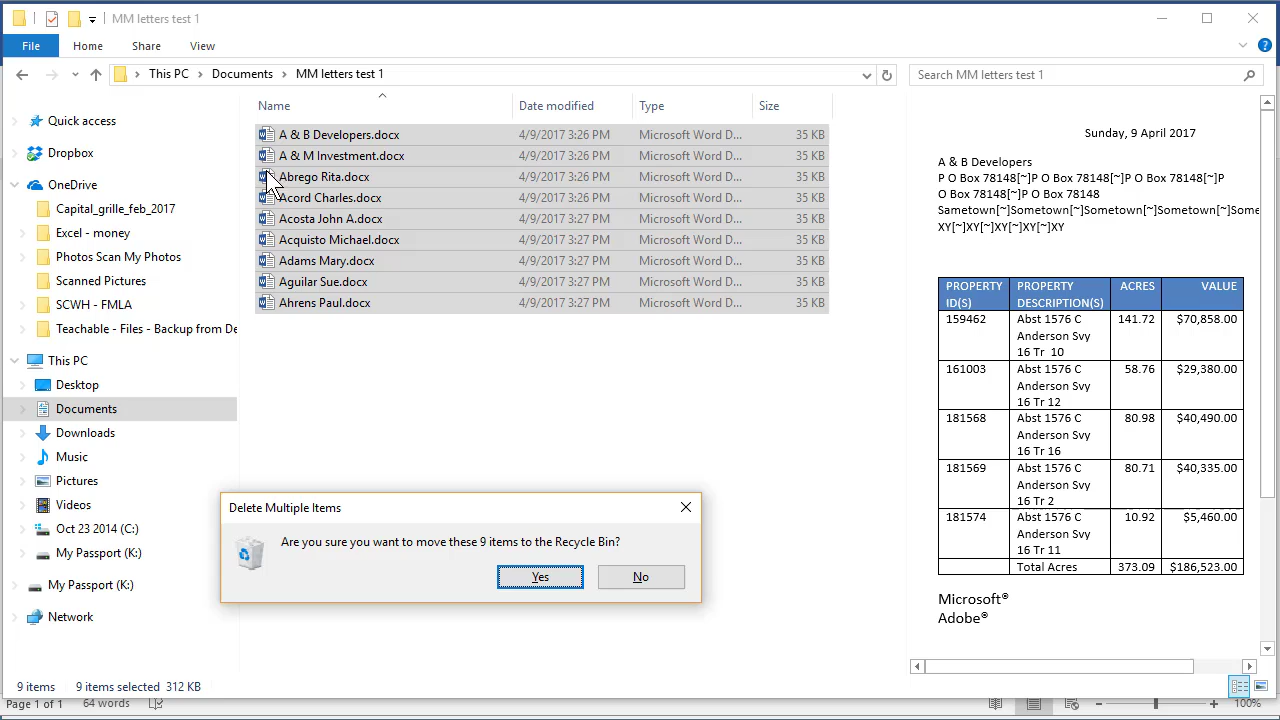 MM letters test 1
File Home Share View
This PC Documents MM letters test 1
Search MM letters test 1
Name Date modified Type Size
A & B Developers.docx 4/9/2017 3:26 PM Microsoft Word D... 35 KB
A & M Investment.docx 4/9/2017 3:26 PM Microsoft Word D... 35 KB
Abrego Rita.docx 4/9/2017 3:26 PM Microsoft Word D... 35 KB
Acord Charles.docx 4/9/2017 3:26 PM Microsoft Word D... 35 KB
Acosta John A.docx 4/9/2017 3:27 PM Microsoft Word D... 35 KB
Acquisto Michael.docx 4/9/2017 3:27 PM Microsoft Word D... 35 KB
Adams Mary.docx 4/9/2017 3:27 PM Microsoft Word D... 35 KB
Aguilar Sue.docx 4/9/2017 3:27 PM Microsoft Word D... 35 KB
Ahrens Paul.docx 4/9/2017 3:27 PM Microsoft Word D... 35 KB
Quick access
Dropbox
OneDrive
Capital_grille_feb_2017
Excel - money
Photos Scan My Photos
Scanned Pictures
SCWH - FMLA
Teachable - Files - Backup from De
This PC
Desktop
Documents
Downloads
Music
Pictures
Videos
Oct 23 2014 (C:)
My Passport (K:)
My Passport (K:)
Network
Sunday, 9 April 2017
A & B Developers
P O Box 78148[~]P O Box 78148[~]P O Box 78148[~]P
O Box 78148[~]P O Box 78148
Sametown[~]Sometown[~]Sometown[~]Sometown[~]Some
XY[~]XY[~]XY[~]XY[~]XY
PROPERTY PROPERTY ACRES VALUE
ID(S) DESCRIPTION(S)
159462 Abst 1576 C 141.72 $70,858.00
Anderson Svy
16 Tr 10
161003 Abst 1576 C 58.76 $29,380.00
Anderson Svy
16 Tr 12
181568 Abst 1576 C 80.98 $40,490.00
Anderson Svy
16 Tr 16
181569 Abst 1576 C 80.71 $40,335.00
Anderson Svy
16 Tr 2
181574 Abst 1576 C 10.92 $5,460.00
Anderson Svy
16 Tr 11
Total Acres 373.09 $186,523.00
Microsoft®
Adobe®
Delete Multiple Items
Are you sure you want to move these 9 items to the Recycle Bin?
Yes No
9 items 9 items selected 312 KB
Page 1 of 1 64 words 100%